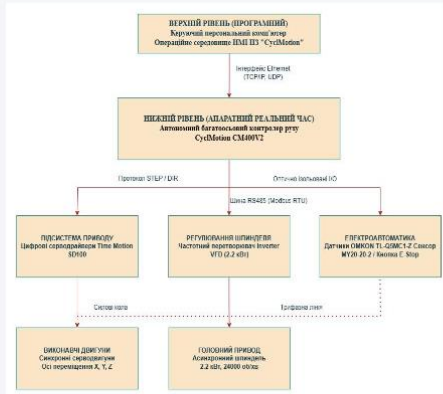 ВЕРХНІЙ РІВЕНЬ (ПРОГРАМНИЙ)
Керуючий персональний комп'ютер
Операційне середовище HMI ПЗ "CyclMotion"
Інтерфейс Ethernet
(TCP/IP, UDP)
НИЖНІЙ РІВЕНЬ (АПАРАТНИЙ РЕАЛЬНИЙ ЧАС)
Автономний багатоосьовий контролер руху
CyclMotion CM400V2
Протокол STEP / DIR
Оптично ізольовані I/O
Шина RS485 (Modbus RTU)
ПІДСИСТЕМА ПРИВОДУ
Цифрові серводрайвери Time Motion
SD100
РЕГУЛЮВАННЯ ШПИНДЕЛЯ
Частотний перетворювач Inverter
VFD (2.2 кВт)
ЕЛЕКТРОАВТОМАТИКА
Датчики OMKON TL-Q5MC1-Z Сенсор
MY20-20.2 / Кнопка E-Stop
Силові кола
Трифазна лінія
ВИКОНАВЧІ ДВИГУНИ
Синхронні серводвигуни
Осі переміщення X, Y, Z
ГОЛОВНИЙ ПРИВОД
Асинхронний шпиндель
2.2 кВт, 24000 об/хв